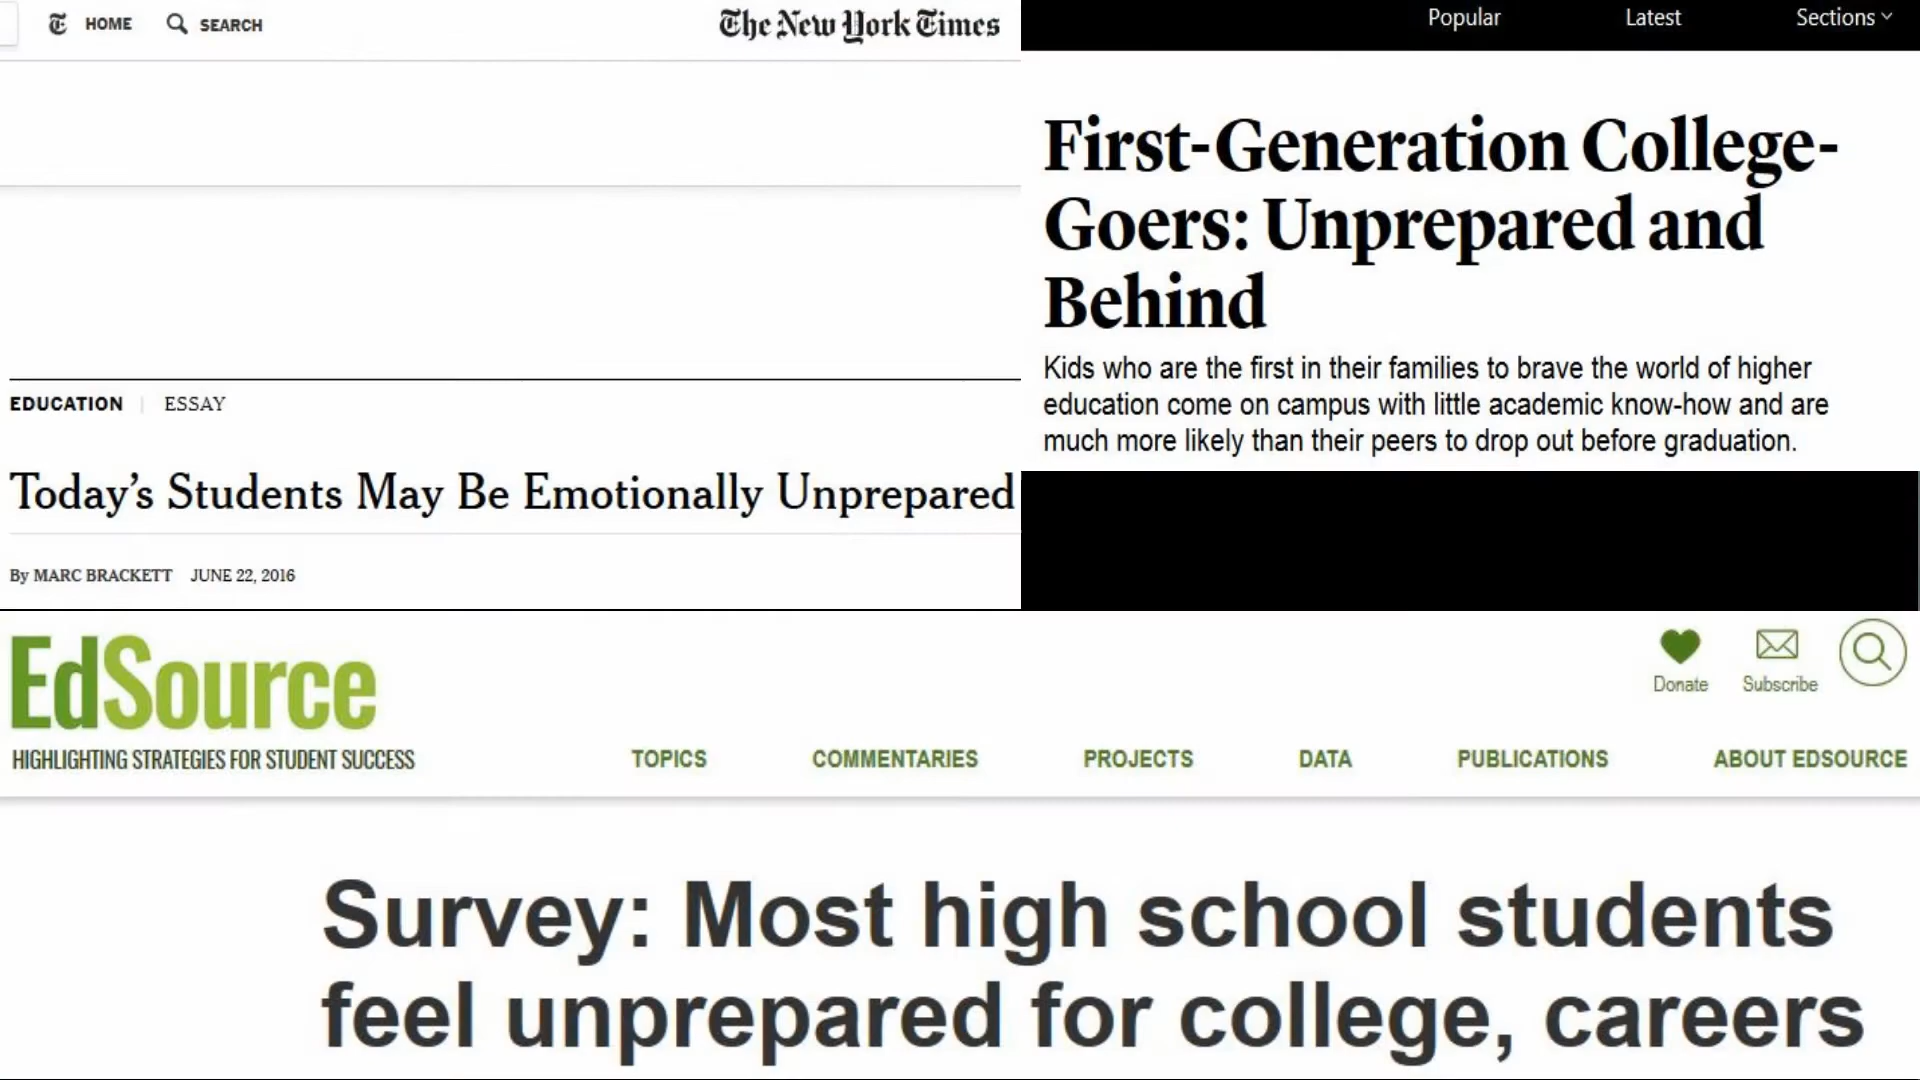 HOME SEARCH The New York Times
EDUCATION | ESSAY
Today's Students May Be Emotionally Unprepared
By MARC BRACKETT JUNE 22, 2016
Popular Latest Sections
First-Generation College-
Goers: Unprepared and
Behind
Kids who are the first in their families to brave the world of higher
education come on campus with little academic know-how and are
much more likely than their peers to drop out before graduation.
EdSource
HIGHLIGHTING STRATEGIES FOR STUDENT SUCCESS
Donate Subscribe
TOPICS COMMENTARIES PROJECTS DATA PUBLICATIONS ABOUT EDSOURCE
Survey: Most high school students
feel unprepared for college, careers